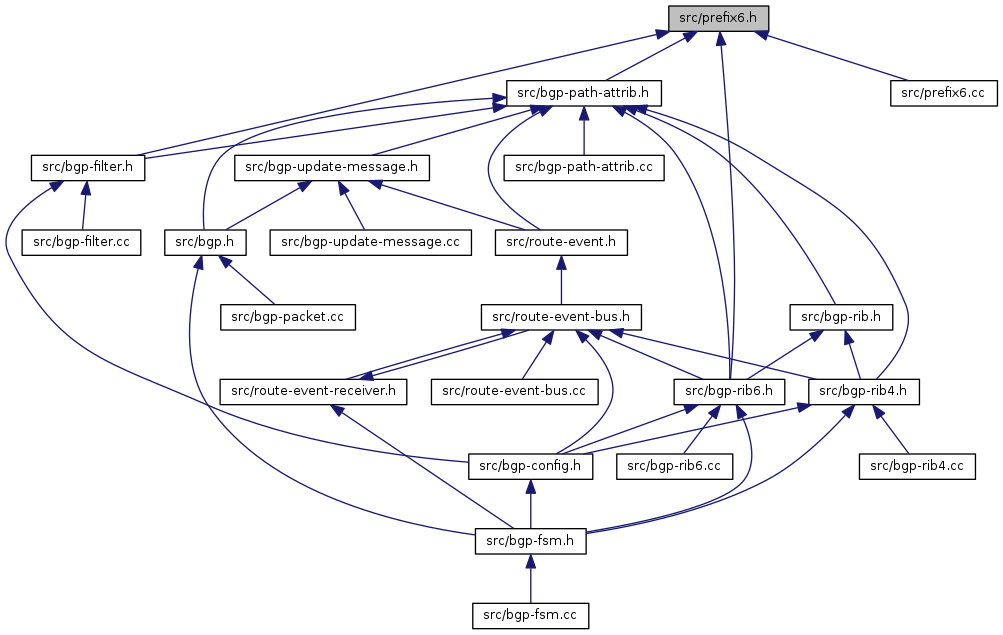 src/prefix6.h
src/bgp-path-attrib.h
src/prefix6.cc
src/bgp-filter.h
src/bgp-update-message.h
src/bgp-path-attrib.cc
src/bgp-filter.cc
src/bgp.h
src/bgp-update-message.cc
src/route-event.h
src/bgp-packet.cc
src/route-event-bus.h
src/bgp-rib.h
src/route-event-receiver.h
src/route-event-bus.cc
src/bgp-rib6.h
src/bgp-rib4.h
src/bgp-config.h
src/bgp-rib6.cc
src/bgp-rib4.cc
src/bgp-fsm.h
src/bgp-fsm.cc